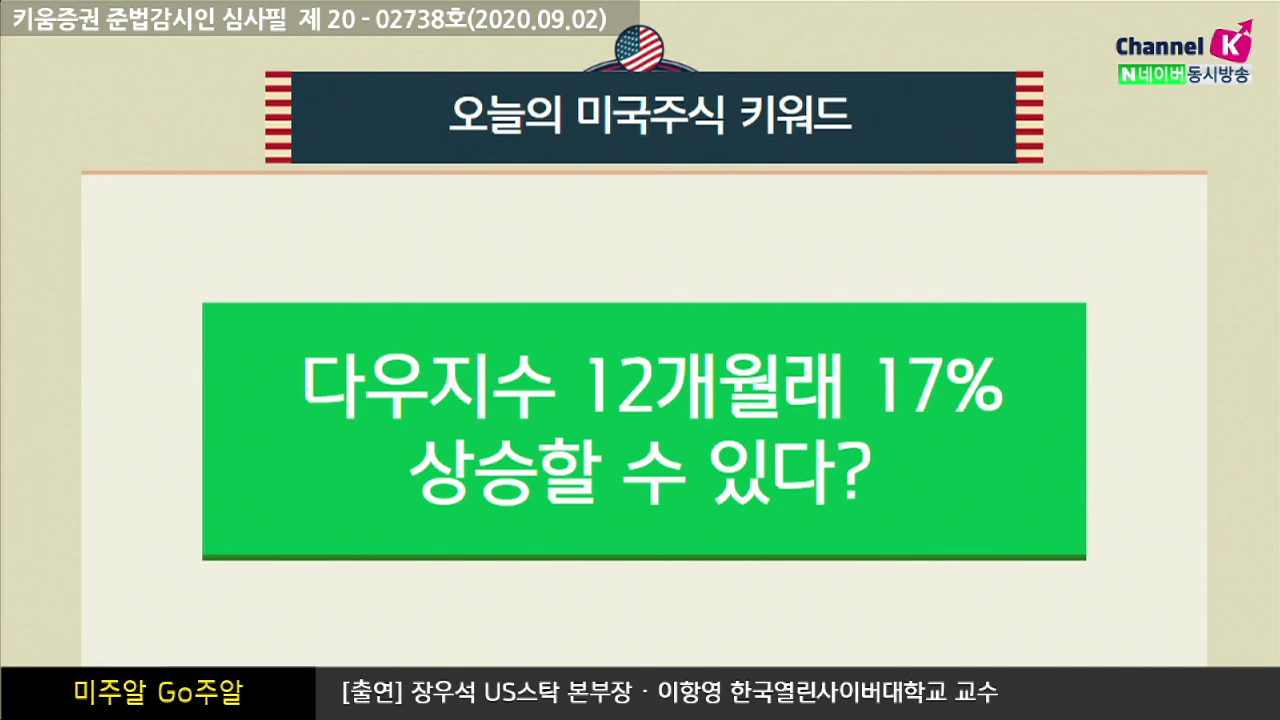 키움증권 준법감시인 심사필 제 20 - 02738호(2020.09.02)
Channel K
N 네이버 동시방송
오늘의 미국주식 키워드
다우지수 12개월래 17%
상승할 수 있다?
미주알 Go주알
[출연] 장우석 US스탁 본부장 · 이항영 한국열린사이버대학교 교수